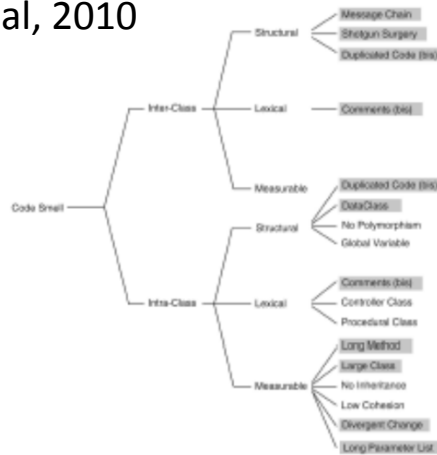 al, 2010
Message Chain
Structural
Shotgun Surgery
Duplicated Code (bis)
Inter-Class
Lexical
Comments (bis)
Measurable
Duplicated Code (bis)
DataClass
Code Smell
Structural
No Polymorphism
Global Variable
Comments (bis)
Intra-Class
Lexical
Controller Class
Procedural Class
Long Method
Large Class
Measurable
No Inheritance
Low Cohesion
Divergent Change
Long Parameter List